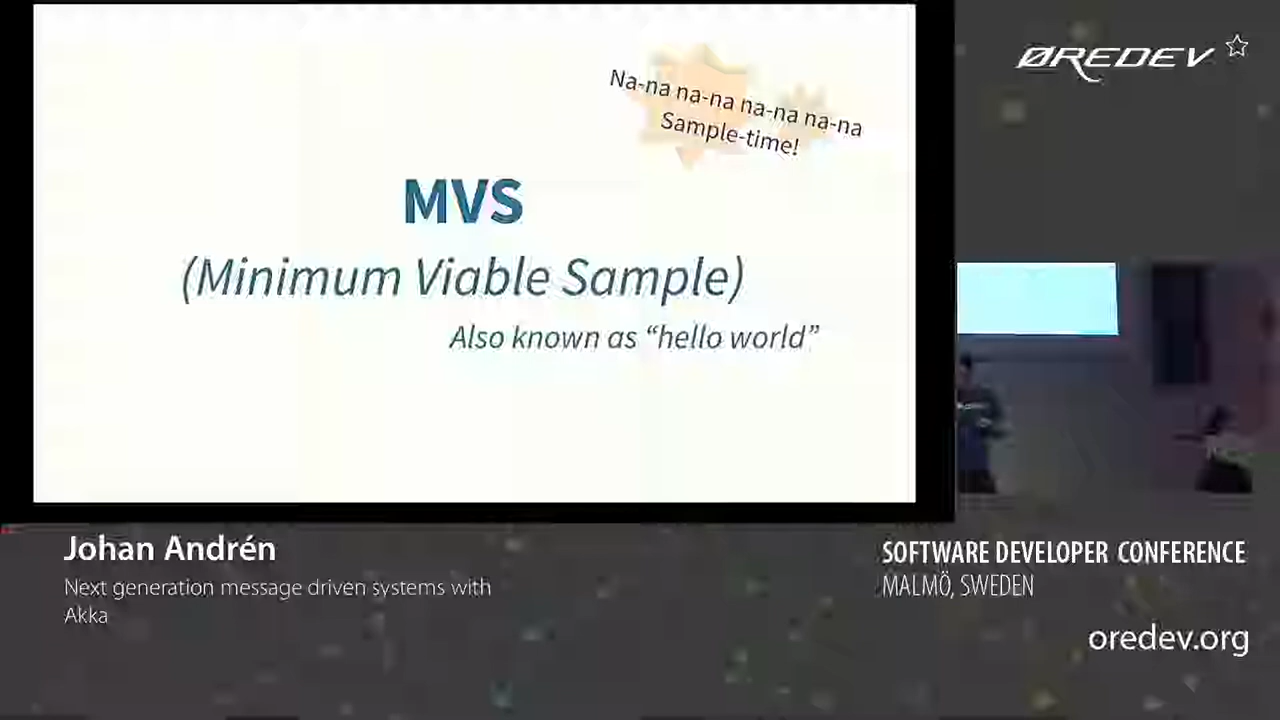 Na-na na-na na-na na-na
Sample-time!
MVS
(Minimum Viable Sample)
Also known as “hello world”
ØREDEV
Johan Andrén
Next generation message driven systems with
Akka
SOFTWARE DEVELOPER CONFERENCE
MALMÖ, SWEDEN
oredev.org